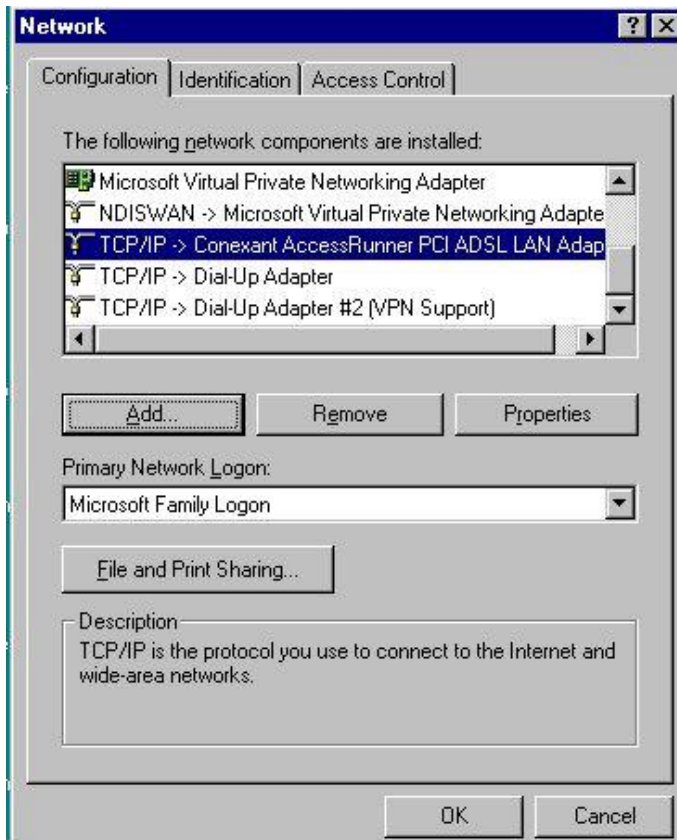 Network
Configuration Identification Access Control
The following network components are installed:
Microsoft Virtual Private Networking Adapter
NDISWAN -> Microsoft Virtual Private Networking Adapte
TCP/IP -> Conexant AccessRunner PCI ADSL LAN Adap
TCP/IP -> Dial-Up Adapter
TCP/IP -> Dial-Up Adapter #2 (VPN Support)
Add... Remove Properties
Primary Network Logon:
Microsoft Family Logon
File and Print Sharing...
Description
TCP/IP is the protocol you use to connect to the Internet and
wide-area networks.
OK Cancel